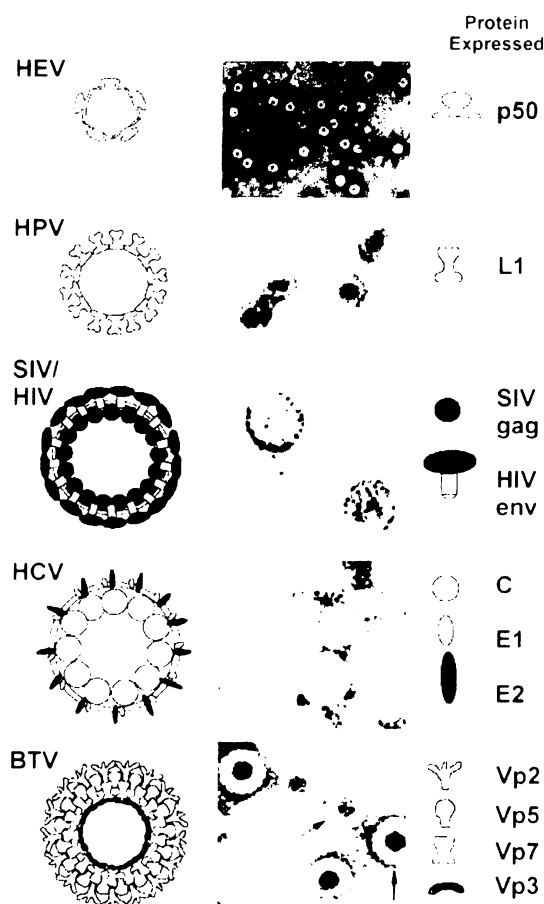 Protein
Expressed
HEV
p50
HPV
L1
SIV/
HIV
SIV
gag
HIV
env
HCV
C
E1
E2
BTV
Vp2
Vp5
Vp7
Vp3